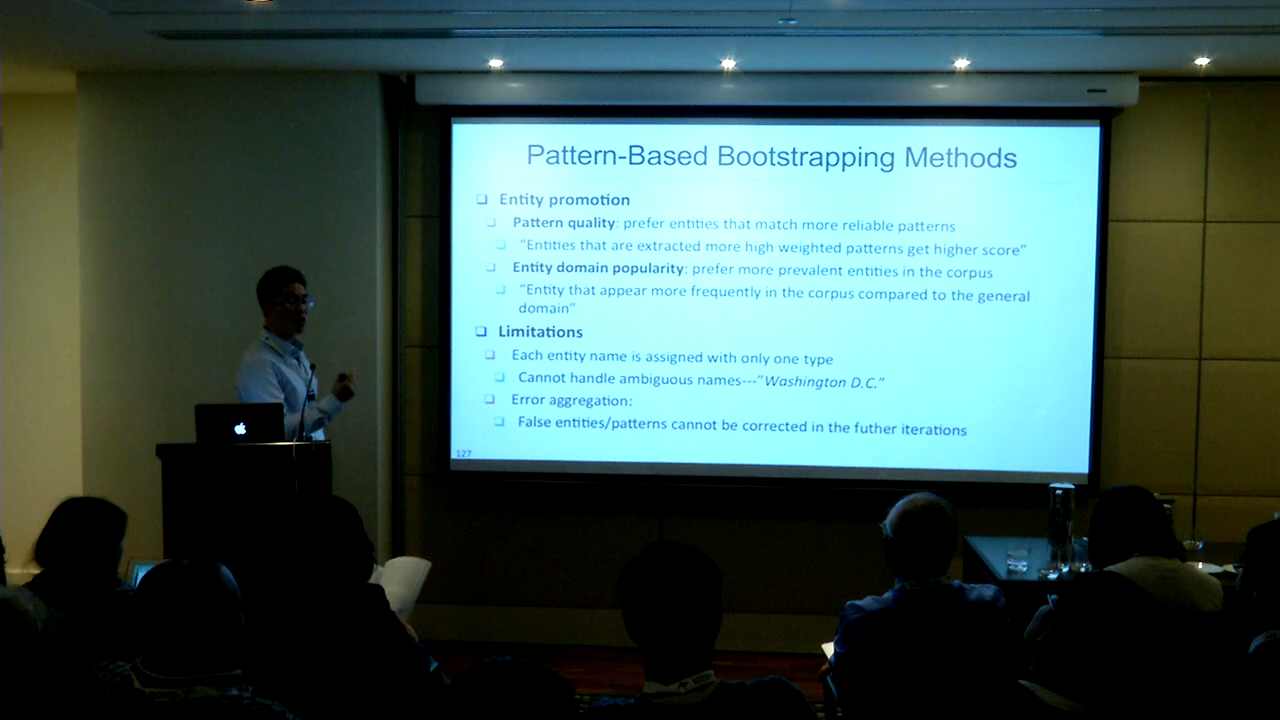 Pattern-Based Bootstrapping Methods
Entity promotion
Pattern quality: prefer entities that match more reliable patterns
"Entities that are extracted more high weighted patterns get higher score"
Entity domain popularity: prefer more prevalent entities in the corpus
"Entity that appear more frequently in the corpus compared to the general
domain"
Limitations
Each entity name is assigned with only one type
Cannot handle ambiguous names---"Washington D.C."
Error aggregation:
False entities/patterns cannot be corrected in the futher iterations
127